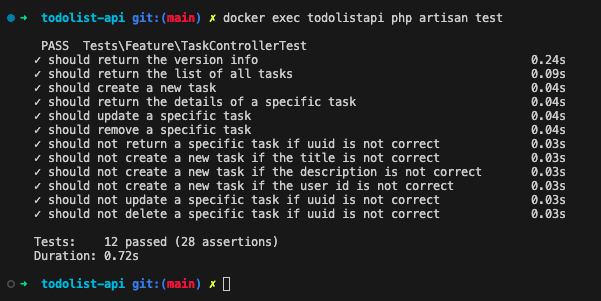 ➜ todolist-api git:(main) ✗ docker exec todolistapi php artisan test
PASS Tests\Feature\TaskControllerTest
✓ should return the version info 0.24s
✓ should return the list of all tasks 0.09s
✓ should create a new task 0.04s
✓ should return the details of a specific task 0.04s
✓ should update a specific task 0.04s
✓ should remove a specific task 0.04s
✓ should not return a specific task if uuid is not correct 0.03s
✓ should not create a new task if the title is not correct 0.03s
✓ should not create a new task if the description is not correct 0.03s
✓ should not create a new task if the user id is not correct 0.03s
✓ should not update a specific task if uuid is not correct 0.03s
✓ should not delete a specific task if uuid is not correct 0.03s
Tests: 12 passed (28 assertions)
Duration: 0.72s
➜ todolist-api git:(main) ✗